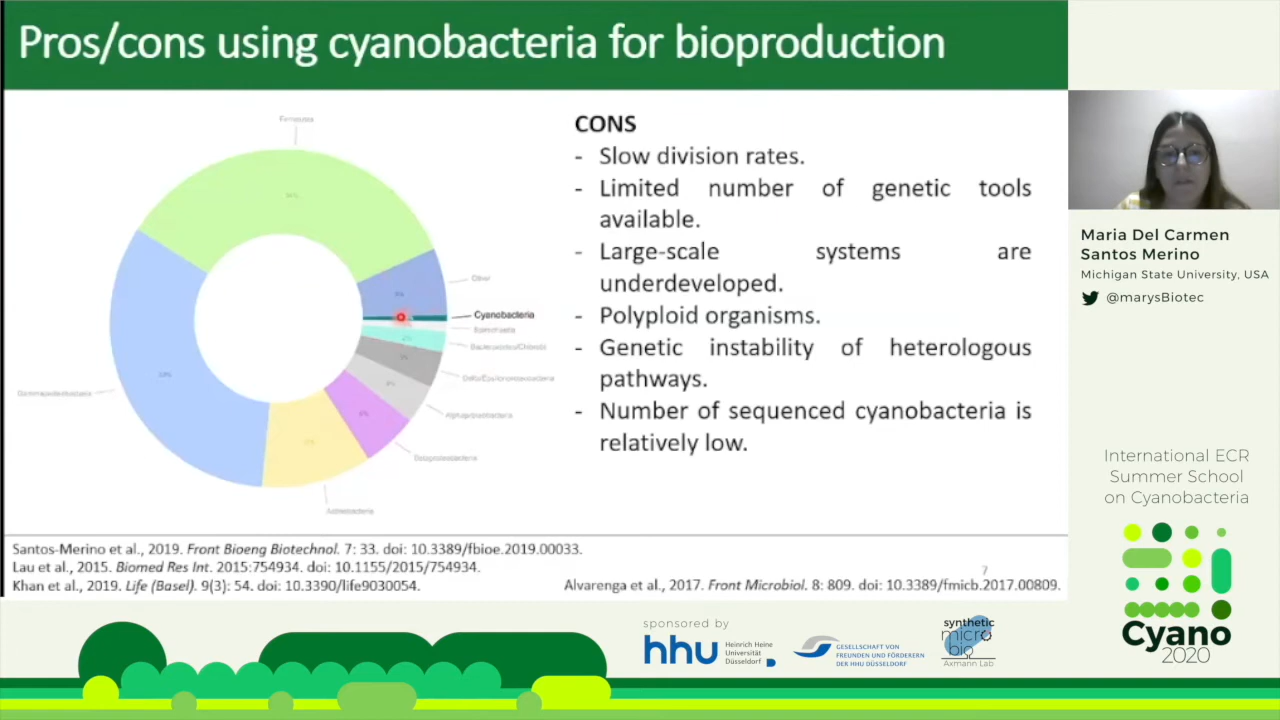 Pros/cons using cyanobacteria for bioproduction
Firmicutes
Other
Cyanobacteria
Spirochaeta
Bacteroidetes/Chlorobi
Delta/Epsilonproteobacteria
Alphaproteobacteria
Betaproteobacteria
Actinobacteria
Gammaproteobacteria
CONS
- Slow division rates.
- Limited number of genetic tools
available.
- Large-scale systems are
underdeveloped.
- Polyploid organisms.
- Genetic instability of heterologous
pathways.
- Number of sequenced cyanobacteria is
relatively low.
Santos-Merino et al., 2019. Front Bioeng Biotechnol. 7: 33. doi: 10.3389/fbioe.2019.00033.
Lau et al., 2015. Biomed Res Int. 2015:754934. doi: 10.1155/2015/754934.
Khan et al., 2019. Life (Basel). 9(3): 54. doi: 10.3390/life9030054.
7
Alvarenga et al., 2017. Front Microbiol. 8: 809. doi: 10.3389/fmicb.2017.00809.
Maria Del Carmen
Santos Merino
Michigan State University, USA
@marysBiotec
International ECR
Summer School
on Cyanobacteria
Cyano
2020
sponsored by
hhu
Heinrich Heine
Universität
Düsseldorf
GESELLSCHAFT VON
FREUNDEN UND FÖRDERERN
DER HHU DÜSSELDORF
synthetic
micro
bio
Axmann Lab